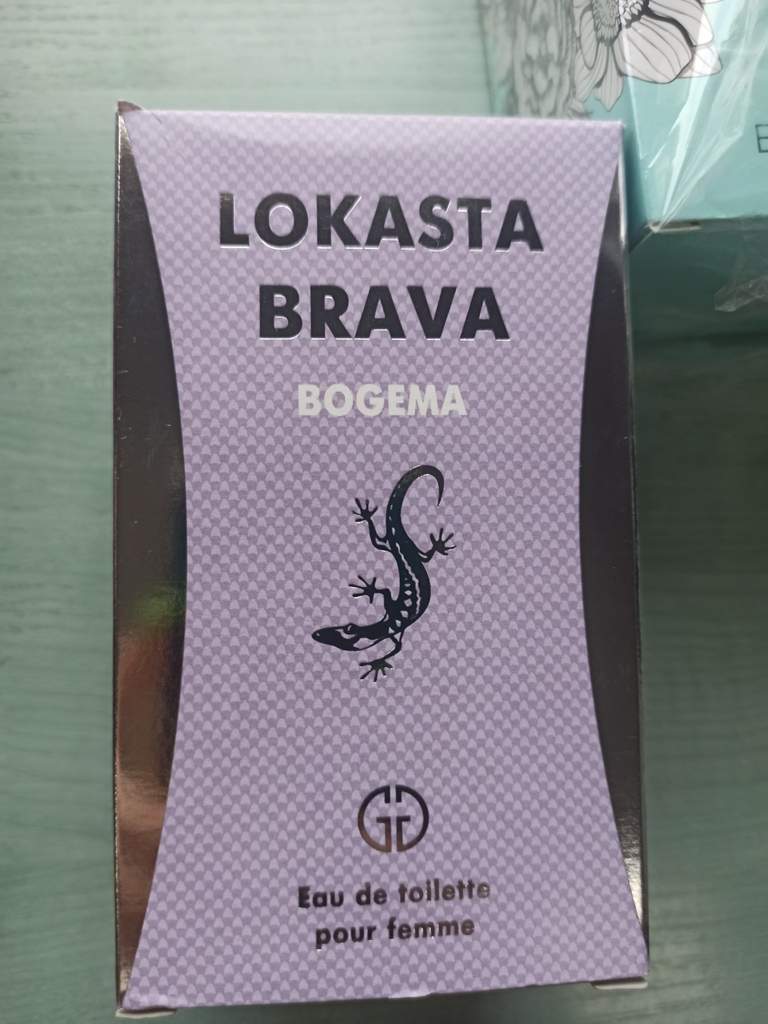 LOKASTA
BRAVA
BOGEMA
Eau de toilette
pour femme